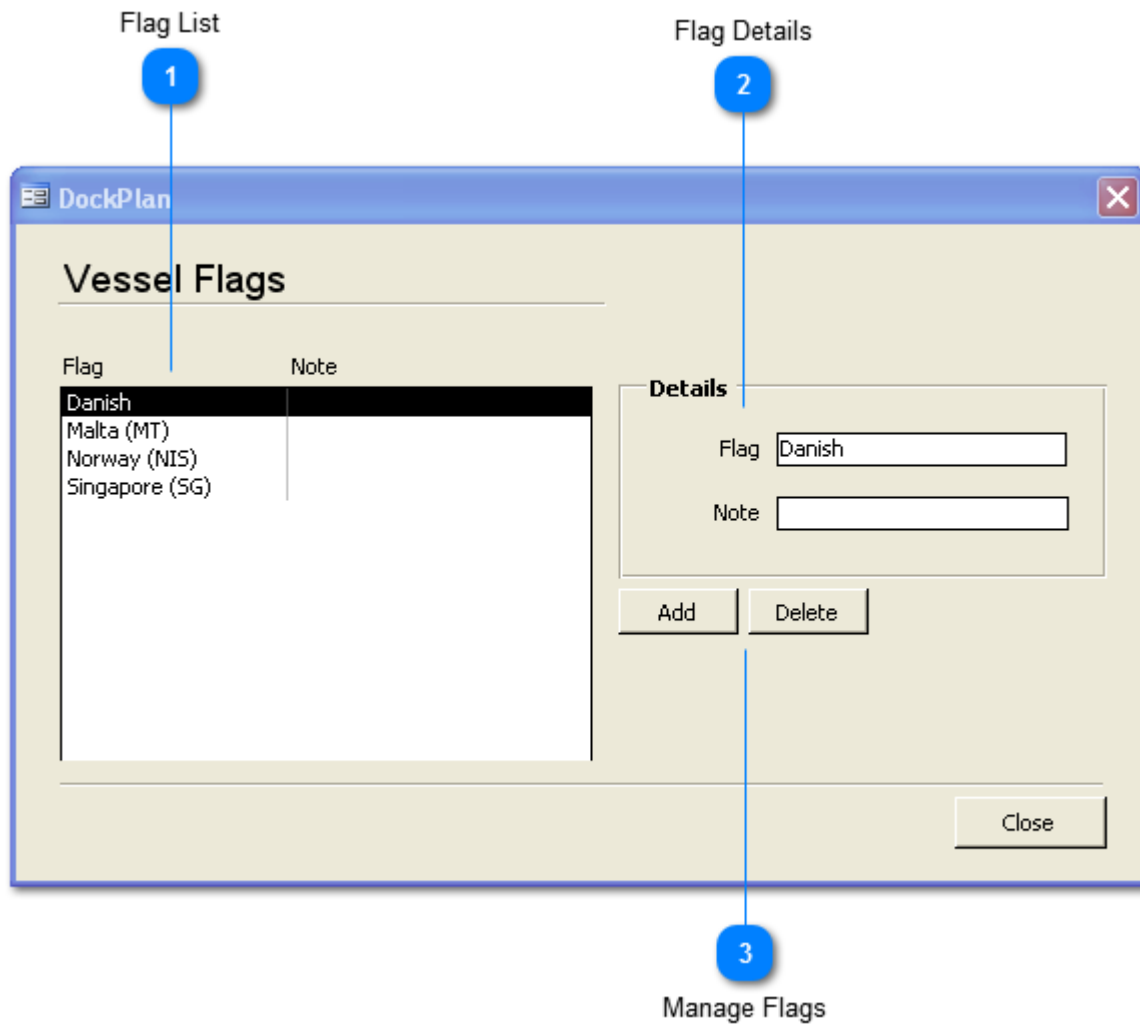 Flag List
Flag Details
1
2
DockPlan
Vessel Flags
Flag Note
Danish
Malta (MT)
Norway (NIS)
Singapore (SG)
Details
Flag Danish
Note
Add Delete
Close
3
Manage Flags